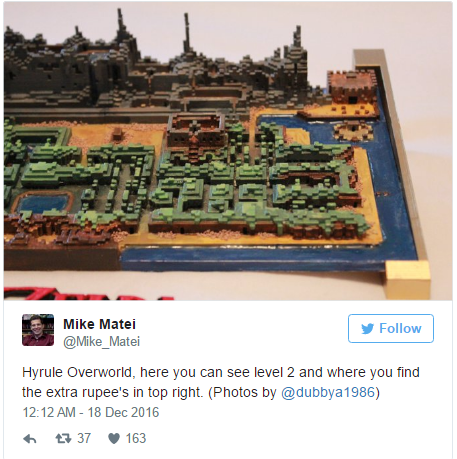 Mike Matei
@Mike_Matei
Follow
Hyrule Overworld, here you can see level 2 and where you find
the extra rupee's in top right. (Photos by @dubbya1986)
12:12 AM - 18 Dec 2016
37
163